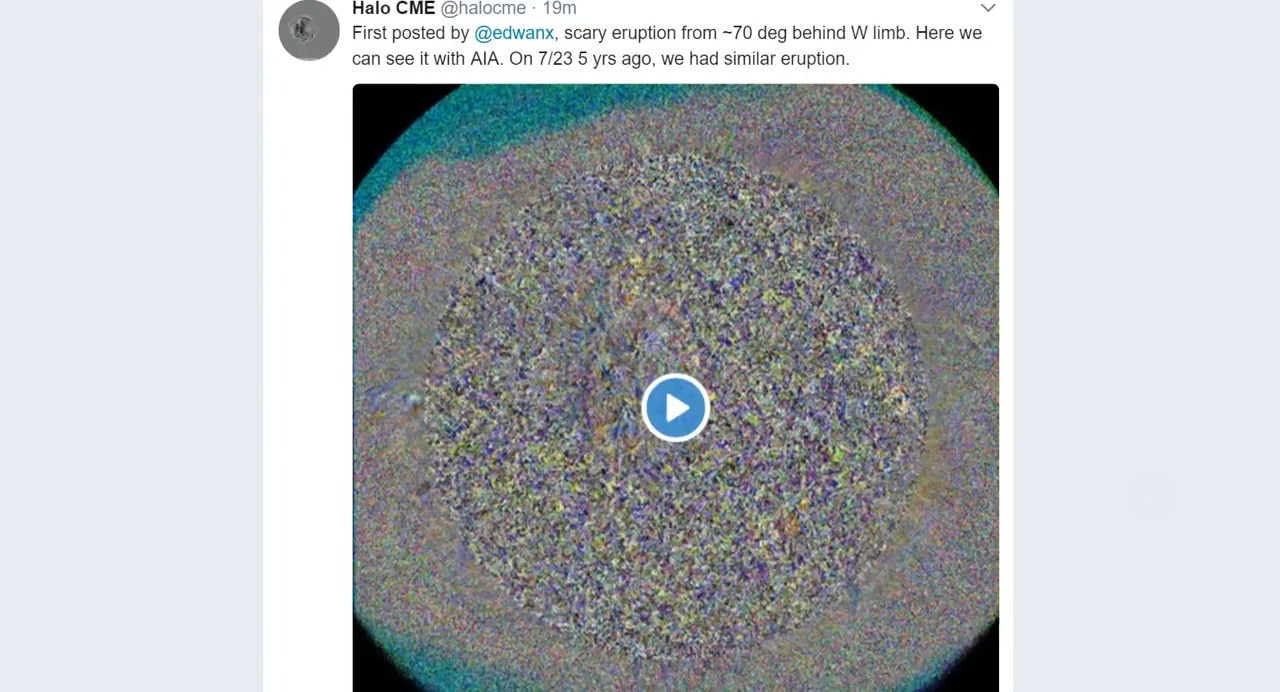 Halo CME @halocme · 19m
First posted by @edwanx, scary eruption from ~70 deg behind W limb. Here we
can see it with AIA. On 7/23 5 yrs ago, we had similar eruption.